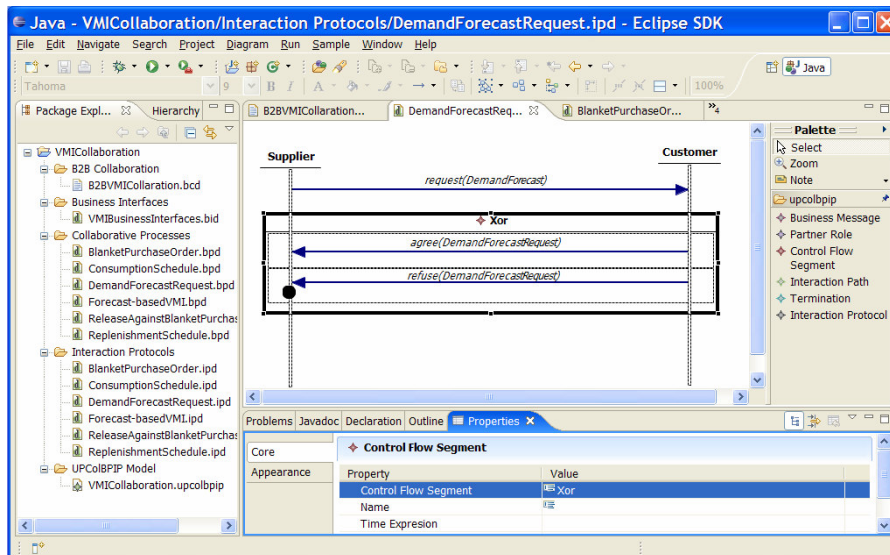 Java - VMICollaboration/Interaction Protocols/DemandForecastRequest.ipd - Eclipse SDK
File Edit Navigate Search Project Diagram Run Sample Window Help
Java
Tahoma 9 B I A 100%
Package Expl... Hierarchy
B2BVMICollaration... DemandForecastReq... BlanketPurchaseOr... »4
VMICollaboration
B2B Collaboration
B2BVMICollaration.bcd
Business Interfaces
VMIBusinessInterfaces.bid
Collaborative Processes
BlanketPurchaseOrder.bpd
ConsumptionSchedule.bpd
DemandForecastRequest.bpd
Forecast-basedVMI.bpd
ReleaseAgainstBlanketPurchas
ReplenishmentSchedule.bpd
Interaction Protocols
BlanketPurchaseOrder.ipd
ConsumptionSchedule.ipd
DemandForecastRequest.ipd
Forecast-basedVMI.ipd
ReleaseAgainstBlanketPurchas
ReplenishmentSchedule.ipd
UPColBPIP Model
VMICollaboration.upcolbpip
Supplier
Customer
request(DemandForecast)
Xor
agree(DemandForecastRequest)
refuse(DemandForecastRequest)
Palette
Select
Zoom
Note
upcolbpip
Business Message
Partner Role
Control Flow
Segment
Interaction Path
Termination
Interaction Protocol
Problems Javadoc Declaration Outline Properties
Core
Appearance
Control Flow Segment
Property Value
Control Flow Segment Xor
Name
Time Expresion